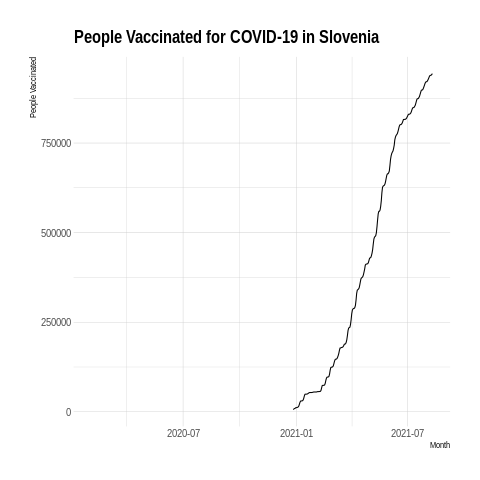 People Vaccinated for COVID-19 in Slovenia
People Vaccinated
750000
500000
250000
0
2020-07
2021-01
2021-07
Month